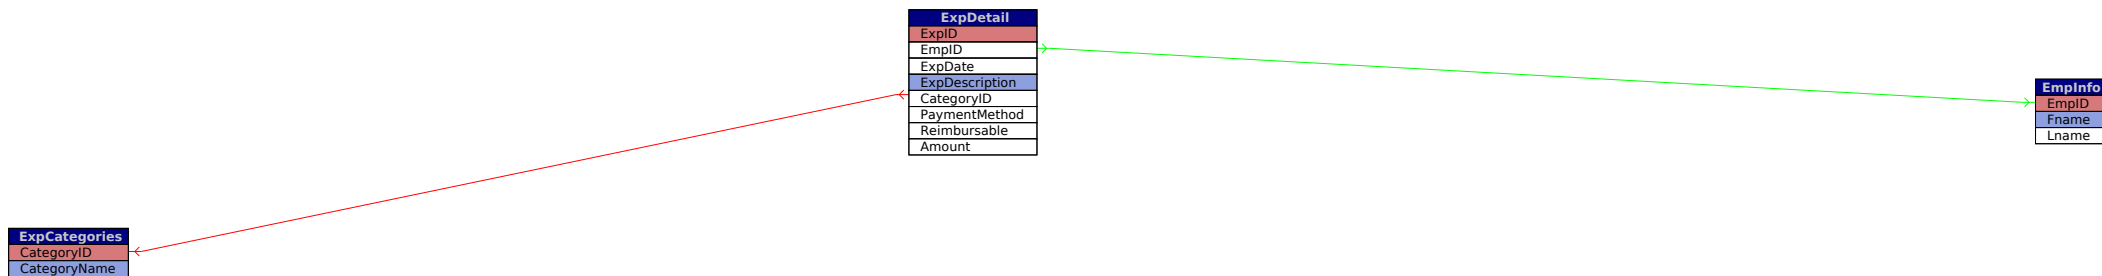 ExpDetail
ExpID
EmpID
ExpDate
ExpDescription
CategoryID
PaymentMethod
Reimbursable
Amount
EmpInfo
EmpID
Fname
Lname
ExpCategories
CategoryID
CategoryName